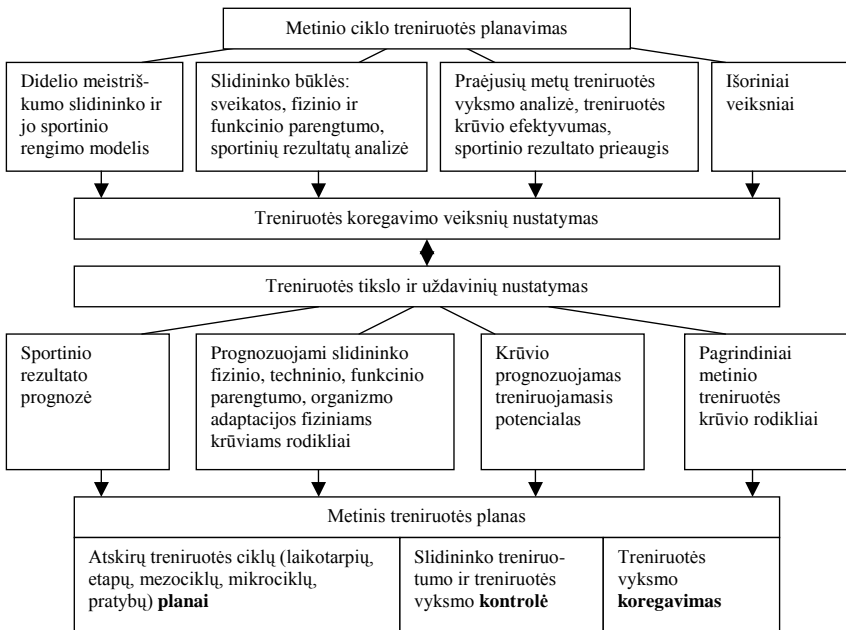 Metinio ciklo treniruotės planavimas
Didelio meistriš-
kumo slidininko ir
jo sportinio
rengimo modelis
Slidininko būklės:
sveikatos, fizinio ir
funkcinio parengtumo,
sportinių rezultatų analizė
Praėjusių metų treniruotės
vyksmo analizė, treniruotės
krūvio efektyvumas,
sportinio rezultato prieaugis
Išoriniai
veiksniai
Treniruotės koregavimo veiksnių nustatymas
Treniruotės tikslo ir uždavinių nustatymas
Sportinio
rezultato
prognozė
Prognozuojami slidininko
fizinio, techninio, funkcinio
parengtumo, organizmo
adaptacijos fiziniams
krūviams rodikliai
Krūvio
prognozuojamas
treniruojamasis
potencialas
Pagrindiniai
metinio
treniruotės
krūvio rodikliai
Metinis treniruotės planas
Atskirų treniruotės ciklų (laikotarpių,
etapų, mezociklų, mikrociklų,
pratybų) planai
Slidininko treniruo-
tumo ir treniruotės
vyksmo kontrolė
Treniruotės
vyksmo
koregavimas